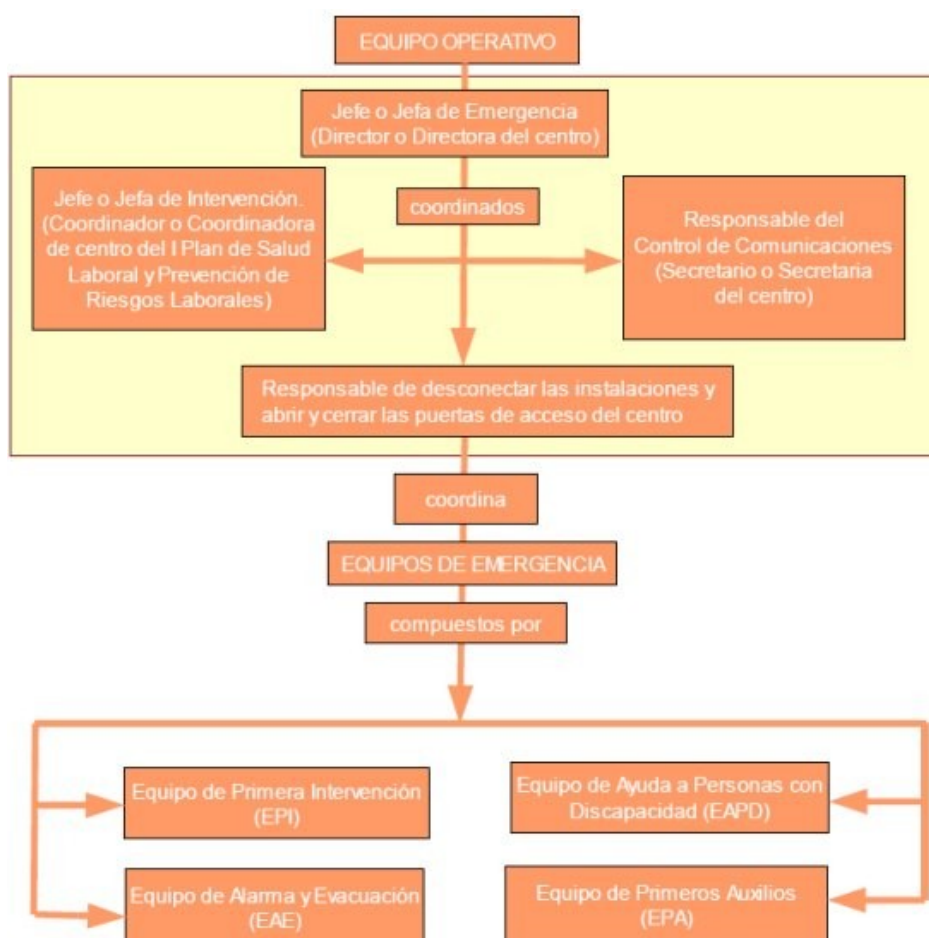 EQUIPO OPERATIVO
Jefe o Jefa de Emergencia
(Director o Directora del centro)
Jefe o Jefa de Intervención.
(Coordinador o Coordinadora
de centro del I Plan de Salud
Laboral y Prevención de
Riesgos Laborales)
coordinados
Responsable del
Control de Comunicaciones
(Secretario o Secretaria
del centro)
Responsable de desconectar las instalaciones y
abrir y cerrar las puertas de acceso del centro
coordina
EQUIPOS DE EMERGENCIA
compuestos por
Equipo de Primera Intervención
(EPI)
Equipo de Ayuda a Personas con
Discapacidad (EAPD)
Equipo de Alarma y Evacuación
(EAE)
Equipo de Primeros Auxilios
(EPA)